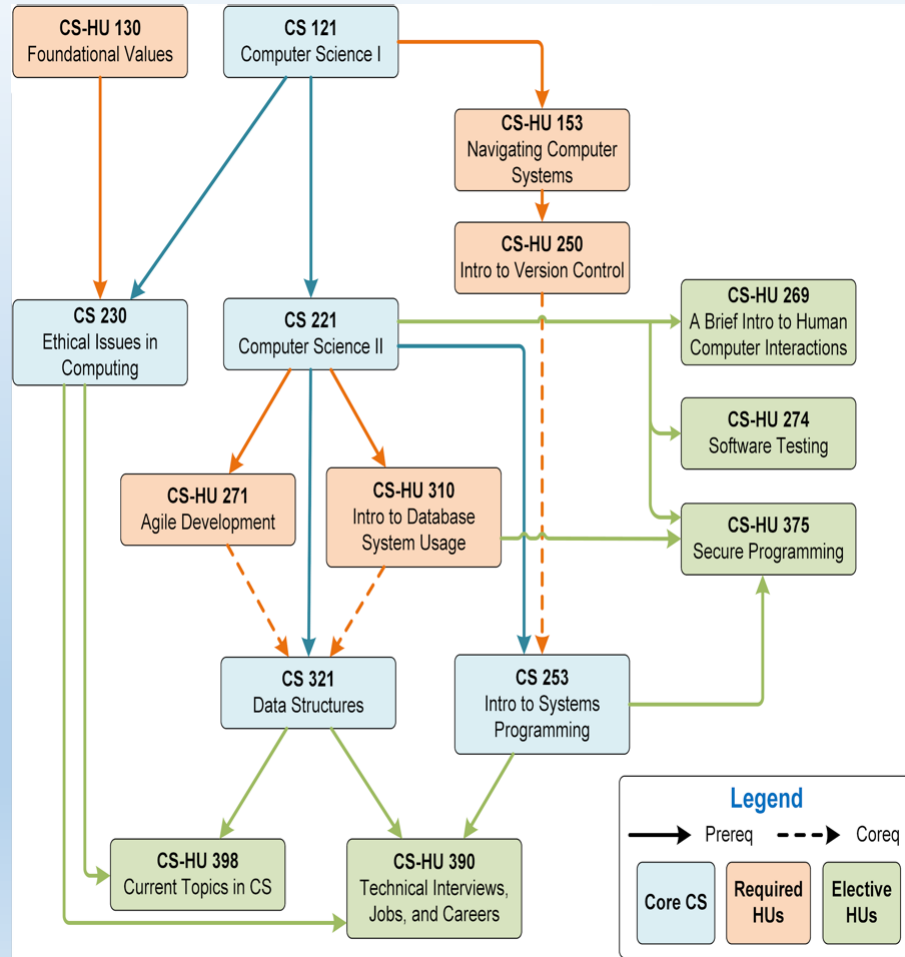 CS-HU 130
Foundational Values
CS 121
Computer Science I
CS-HU 153
Navigating Computer
Systems
CS-HU 250
Intro to Version Control
CS 230
Ethical Issues in
Computing
CS 221
Computer Science II
CS-HU 269
A Brief Intro to Human
Computer Interactions
CS-HU 274
Software Testing
CS-HU 271
Agile Development
CS-HU 310
Intro to Database
System Usage
CS-HU 375
Secure Programming
CS 321
Data Structures
CS 253
Intro to Systems
Programming
CS-HU 398
Current Topics in CS
CS-HU 390
Technical Interviews,
Jobs, and Careers
Legend
Prereq
Coreq
Core CS
Required
HUs
Elective
HUs